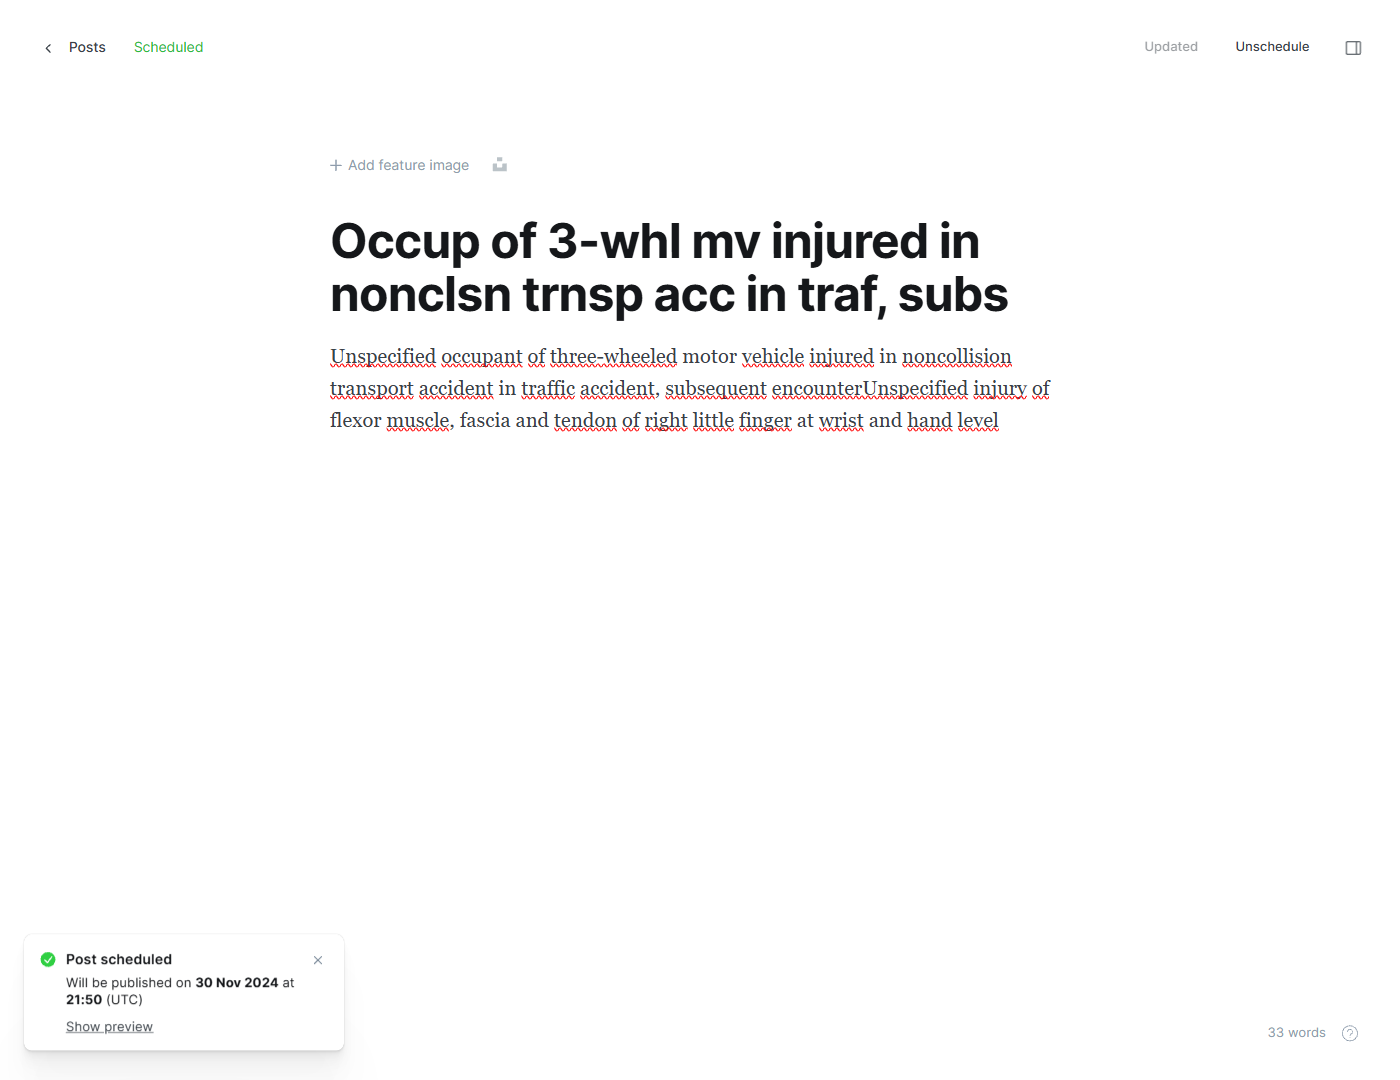 Posts Scheduled Updated Unschedule
Add feature image
Occup of 3-whl mv injured in
nonclsn trnsp acc in traf, subs
Unspecified occupant of three-wheeled motor vehicle injured in noncollision
transport accident in traffic accident, subsequent encounterUnspecified injury of
flexor muscle, fascia and tendon of right little finger at wrist and hand level
Post scheduled
Will be published on 30 Nov 2024 at
21:50 (UTC)
Show preview
33 words